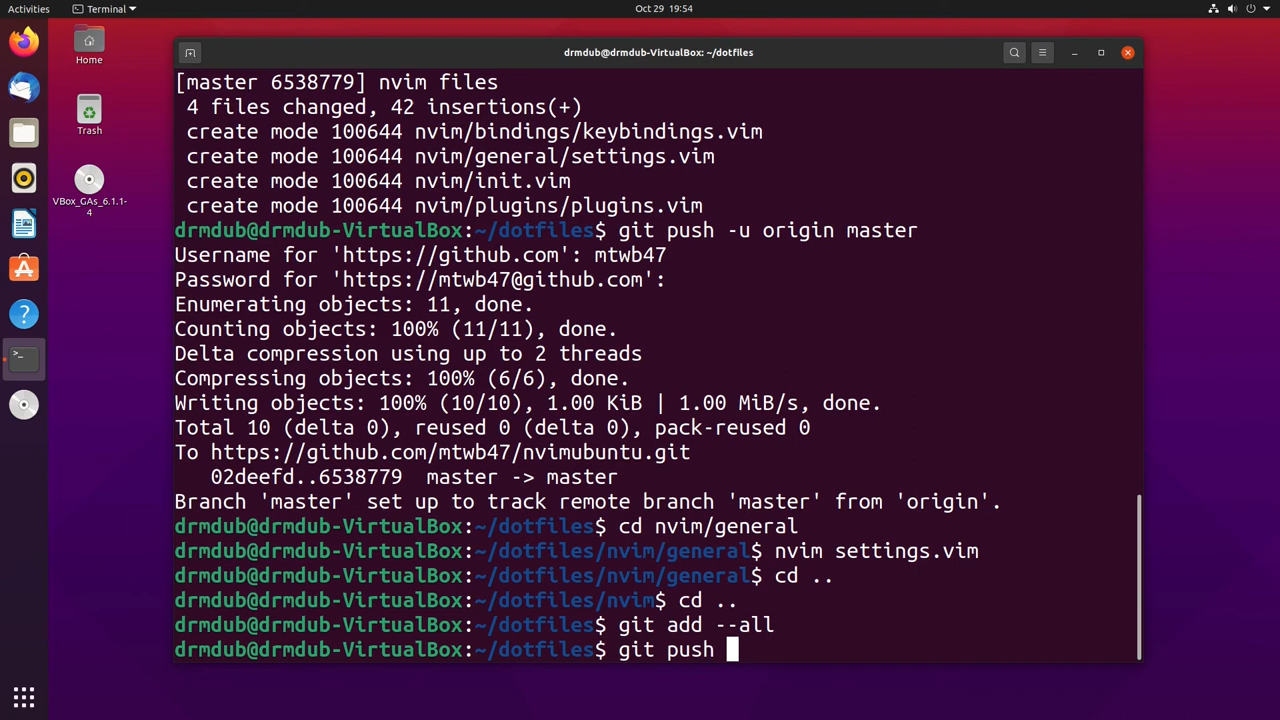 Activities
Terminal
Oct 29 19:54
Home
Trash
VBox_GAs_6.1.1-
4
drmdub@drmdub-VirtualBox: ~/dotfiles
[master 6538779] nvim files
 4 files changed, 42 insertions(+)
 create mode 100644 nvim/bindings/keybindings.vim
 create mode 100644 nvim/general/settings.vim
 create mode 100644 nvim/init.vim
 create mode 100644 nvim/plugins/plugins.vim
drmdub@drmdub-VirtualBox:~/dotfiles$ git push -u origin master
Username for 'https://github.com': mtwb47
Password for 'https://mtwb47@github.com':
Enumerating objects: 11, done.
Counting objects: 100% (11/11), done.
Delta compression using up to 2 threads
Compressing objects: 100% (6/6), done.
Writing objects: 100% (10/10), 1.00 KiB | 1.00 MiB/s, done.
Total 10 (delta 0), reused 0 (delta 0), pack-reused 0
To https://github.com/mtwb47/nvimubuntu.git
   02deefd..6538779  master -> master
Branch 'master' set up to track remote branch 'master' from 'origin'.
drmdub@drmdub-VirtualBox:~/dotfiles$ cd nvim/general
drmdub@drmdub-VirtualBox:~/dotfiles/nvim/general$ nvim settings.vim
drmdub@drmdub-VirtualBox:~/dotfiles/nvim/general$ cd ..
drmdub@drmdub-VirtualBox:~/dotfiles/nvim$ cd ..
drmdub@drmdub-VirtualBox:~/dotfiles$ git add --all
drmdub@drmdub-VirtualBox:~/dotfiles$ git push